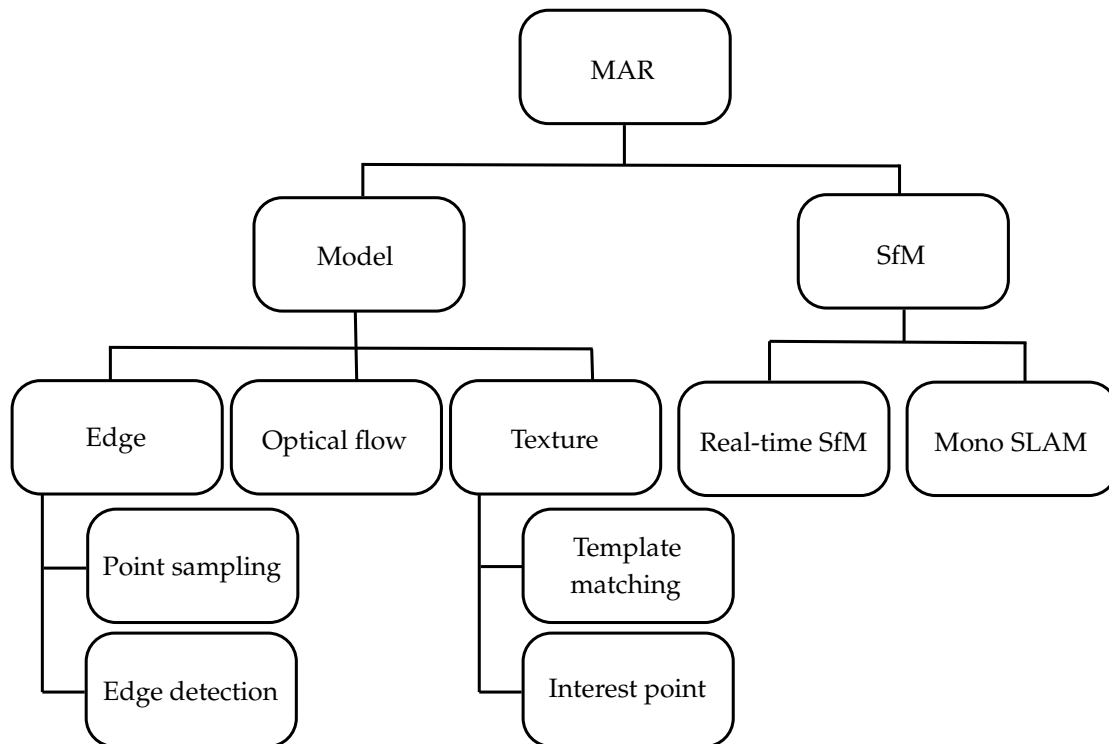 MAR
Model
SfM
Edge
Optical flow
Texture
Real-time SfM
Mono SLAM
Point sampling
Template
matching
Edge detection
Interest point